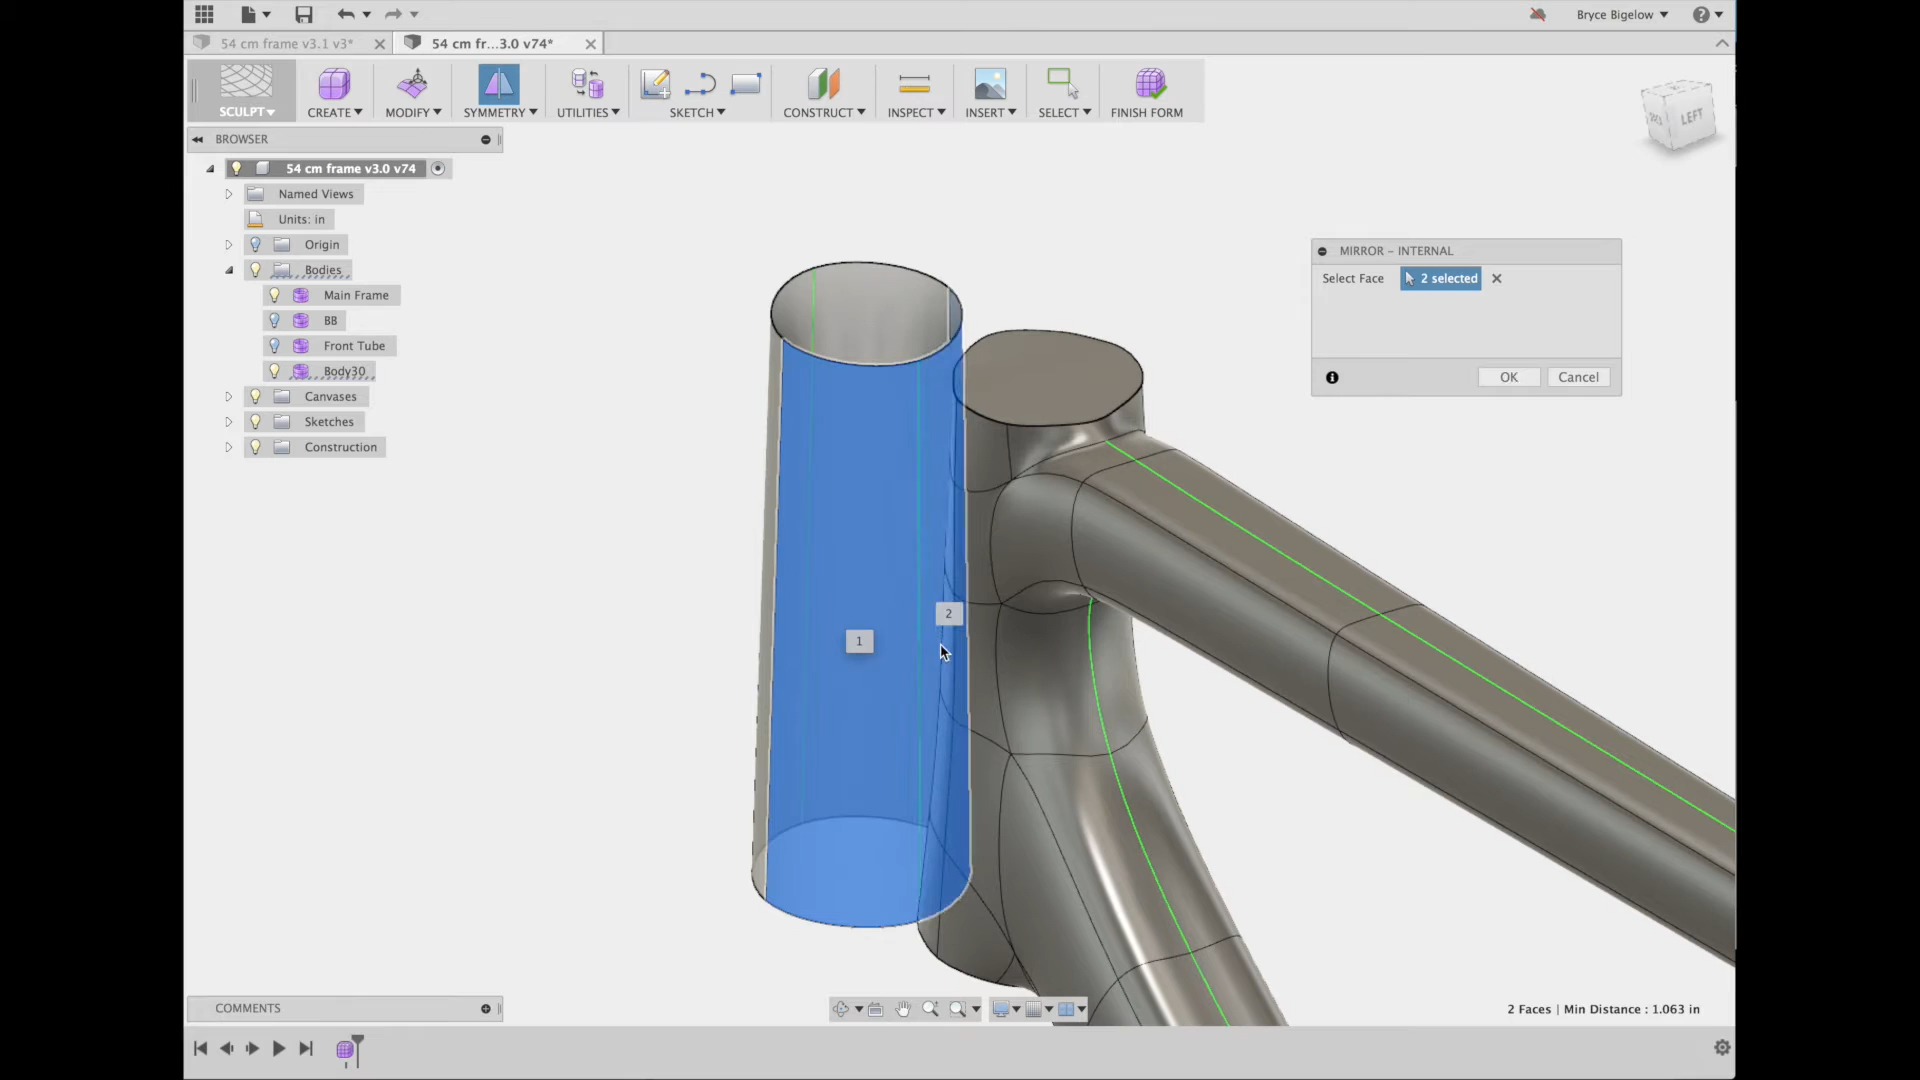 Bryce Bigelow
54 cm frame v3.1 v3*
54 cm fr...3.0 v74*
SCULPT
CREATE
MODIFY
SYMMETRY
UTILITIES
SKETCH
CONSTRUCT
INSPECT
INSERT
SELECT
FINISH FORM
LEFT
BROWSER
54 cm frame v3.0 v74
Named Views
Units: in
Origin
Bodies
Main Frame
BB
Front Tube
Body30
Canvases
Sketches
Construction
MIRROR - INTERNAL
Select Face
2 selected
OK
Cancel
2
1
COMMENTS
2 Faces | Min Distance : 1.063 in